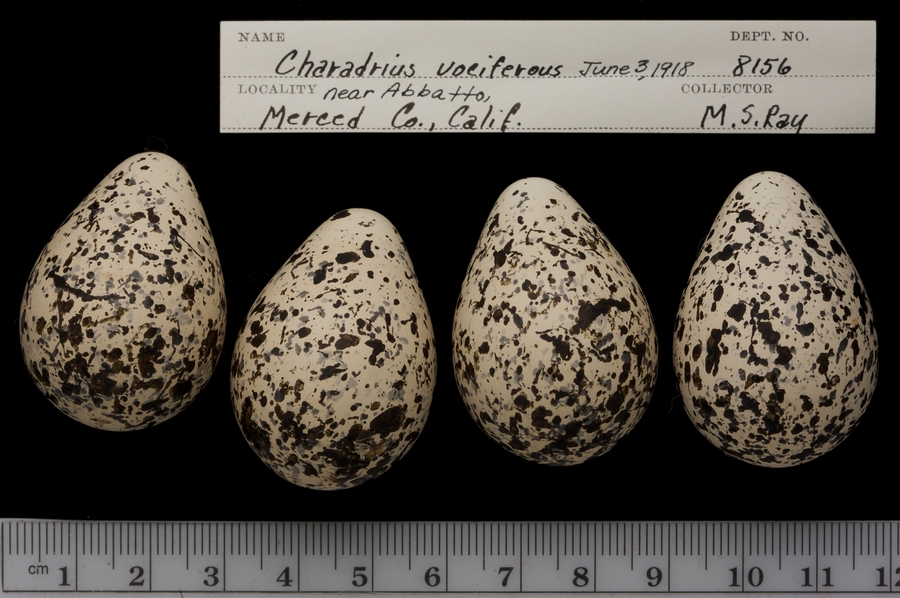 NAME DEPT. NO.
Charadrius vociferous June 3, 1918 8156
LOCALITY near Abbatto, COLLECTOR
Merced Co., Calif. M.S. Ray
cm 1 2 3 4 5 6 7 8 9 10 11 12